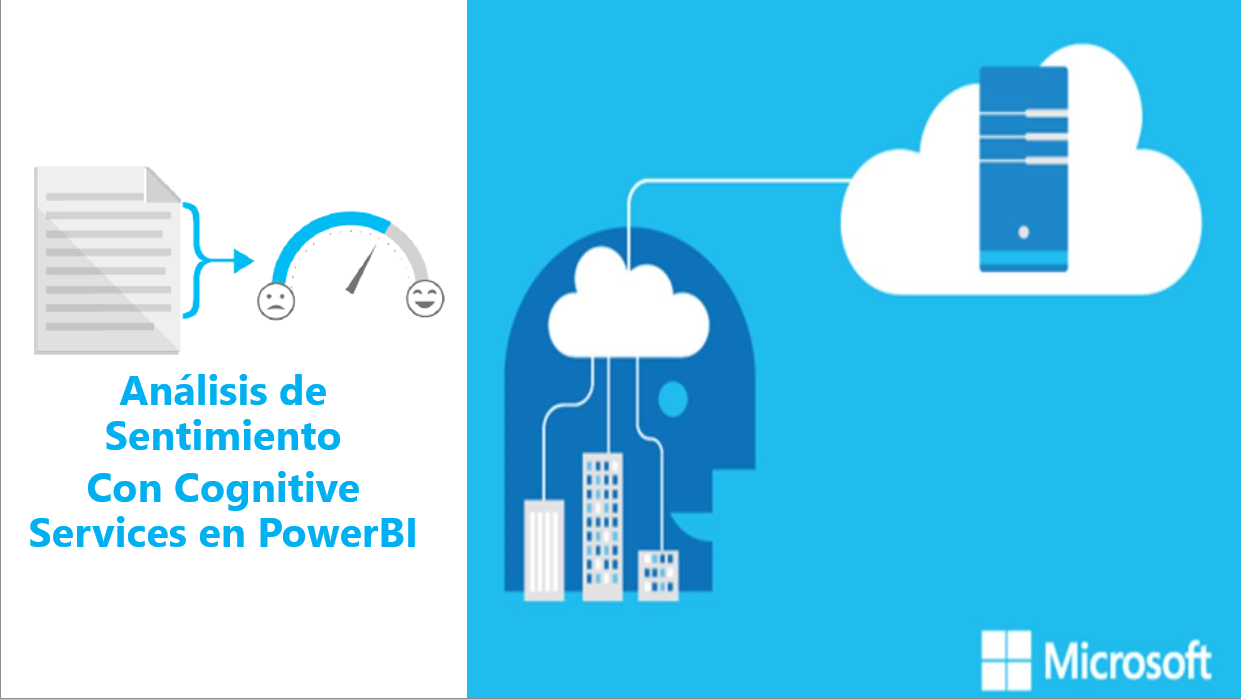 Análisis de
Sentimiento
Con Cognitive
Services en PowerBI
Microsoft